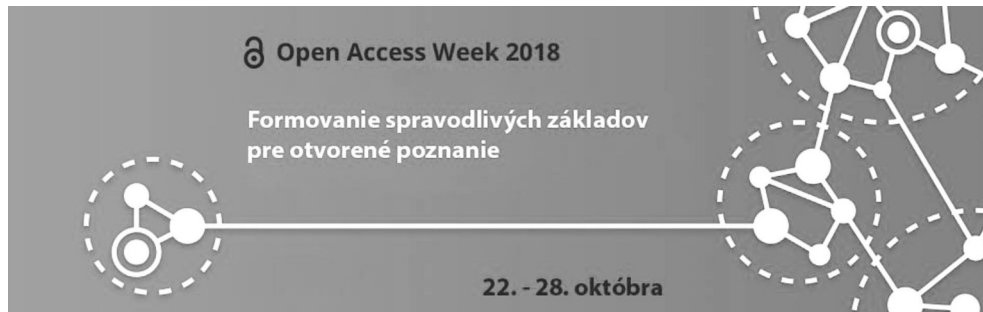 Open Access Week 2018
Formovanie spravodlivých základov
pre otvorené poznanie
22. - 28. októbra